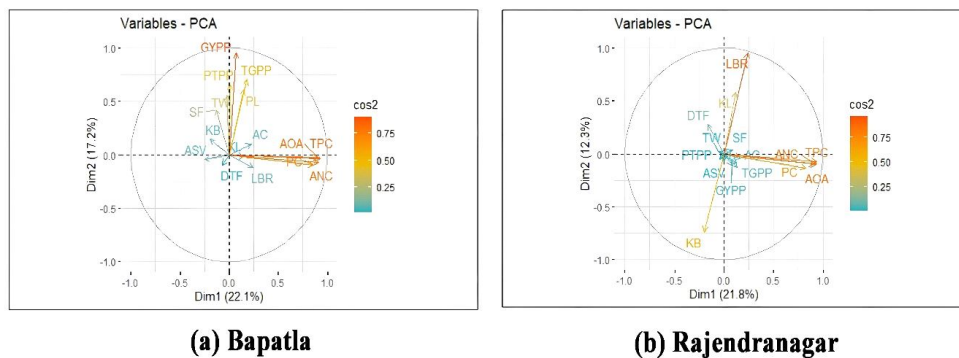 Variables - PCA
1.0
0.5
0.0
-0.5
-1.0
Dim2 (17.2%)
GYPP
PTPP
TGPP
TW
PL
SF
KB
AC
KL
ASV
AOA
TPC
PC
ANC
DTF
LBR
-1.0 -0.5 0.0 0.5 1.0
Dim1 (22.1%)
cos2
0.75
0.50
0.25
(a) Bapatla
Variables - PCA
1.0
0.5
0.0
-0.5
-1.0
Dim2 (12.3%)
LBR
KL
DTF
TW
SF
PTPP
AC
ANC
TPC
ASV
TGPP
PC
AOA
GYPP
KB
-1.0 -0.5 0.0 0.5 1.0
Dim1 (21.8%)
cos2
0.75
0.50
0.25
(b) Rajendranagar